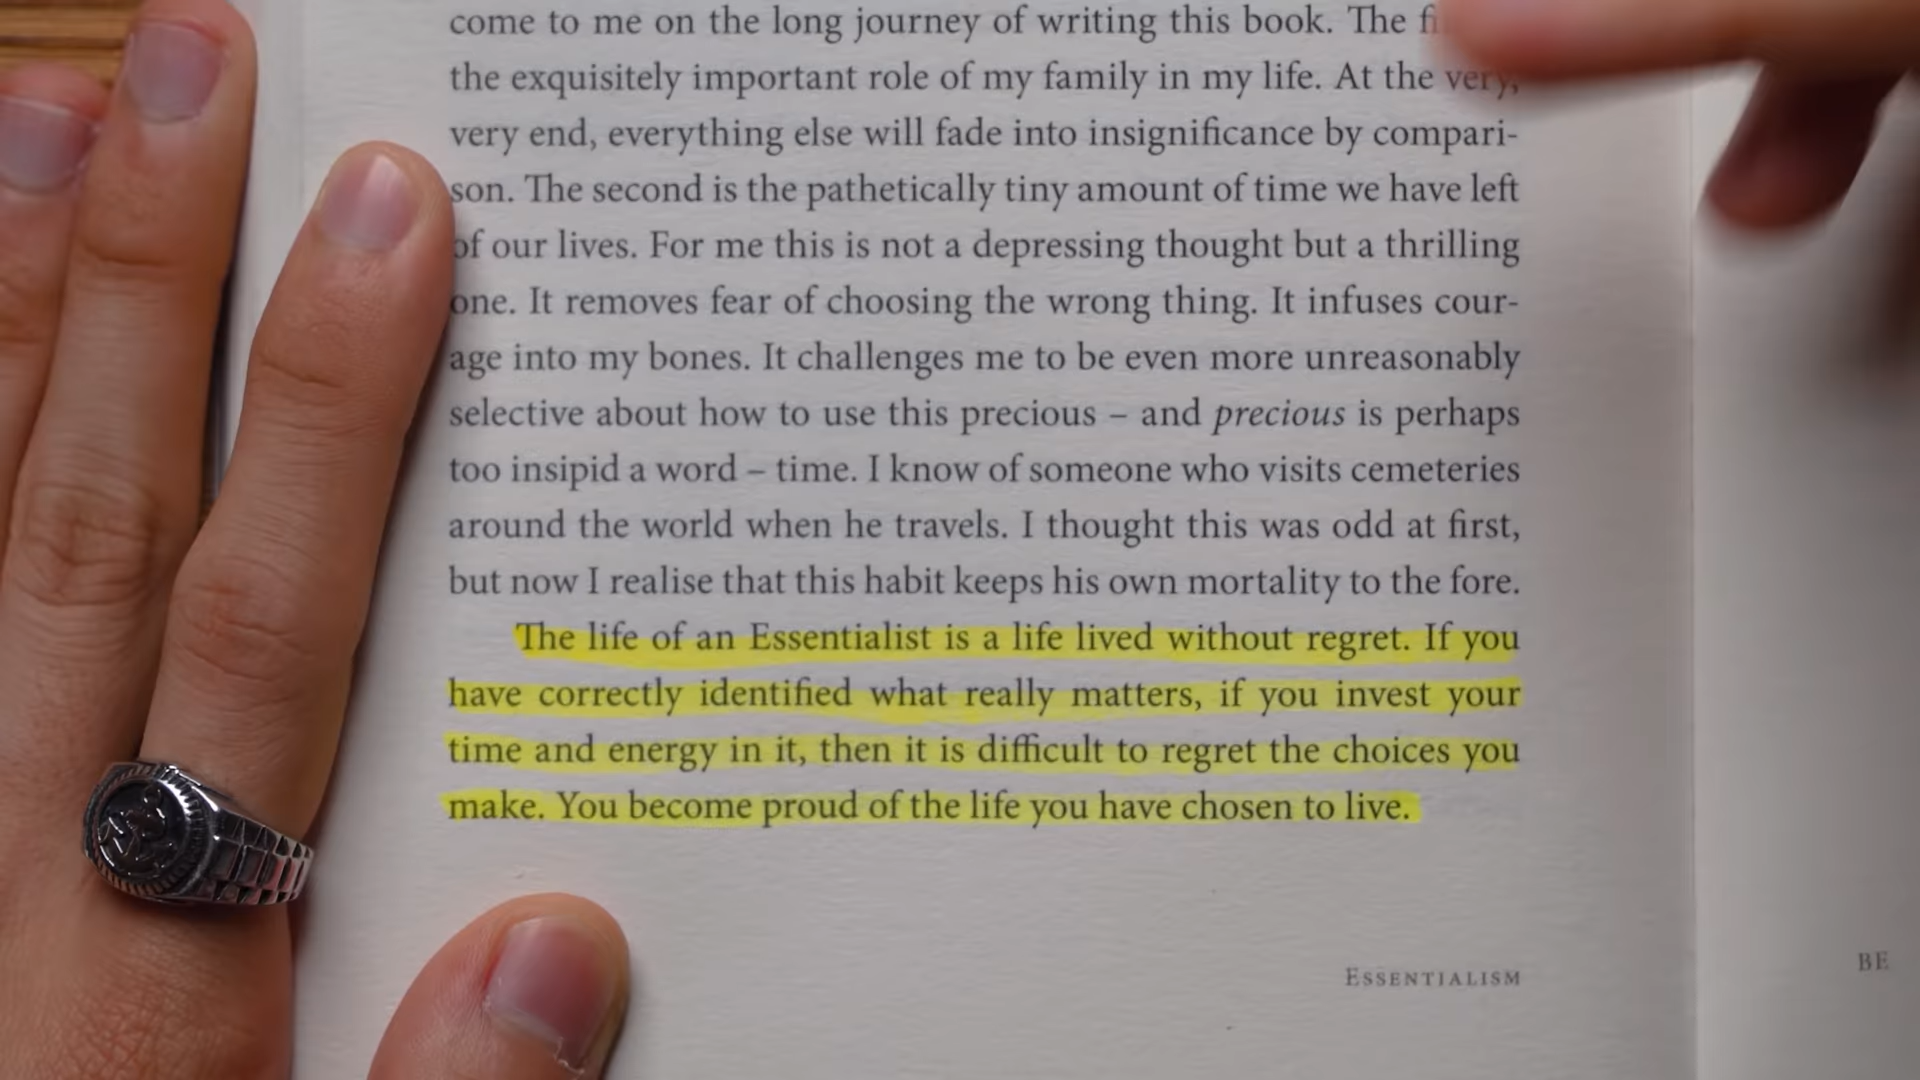 come to me on the long journey of writing this book. The
the exquisitely important role of my family in my life. At the very,
very end, everything else will fade into insignificance by compari-
son. The second is the pathetically tiny amount of time we have left
of our lives. For me this is not a depressing thought but a thrilling
one. It removes fear of choosing the wrong thing. It infuses cour-
age into my bones. It challenges me to be even more unreasonably
selective about how to use this precious – and precious is perhaps
too insipid a word – time. I know of someone who visits cemeteries
around the world when he travels. I thought this was odd at first,
but now I realise that this habit keeps his own mortality to the fore.
The life of an Essentialist is a life lived without regret. If you
have correctly identified what really matters, if you invest your
time and energy in it, then it is difficult to regret the choices you
make. You become proud of the life you have chosen to live.
ESSENTIALISM
BE